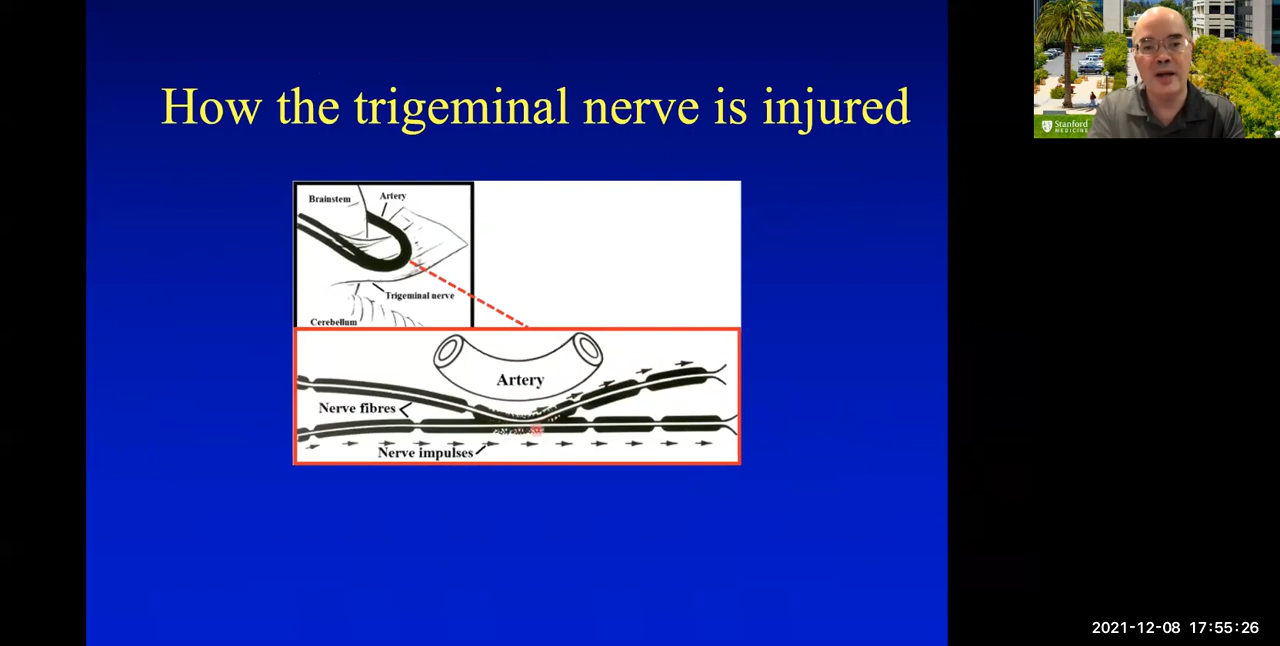 How the trigeminal nerve is injured
Brainstem
Artery
Trigeminal nerve
Cerebellum
Artery
Nerve fibres
Nerve impulses
Stanford
MEDICINE
2021-12-08 17:55:26